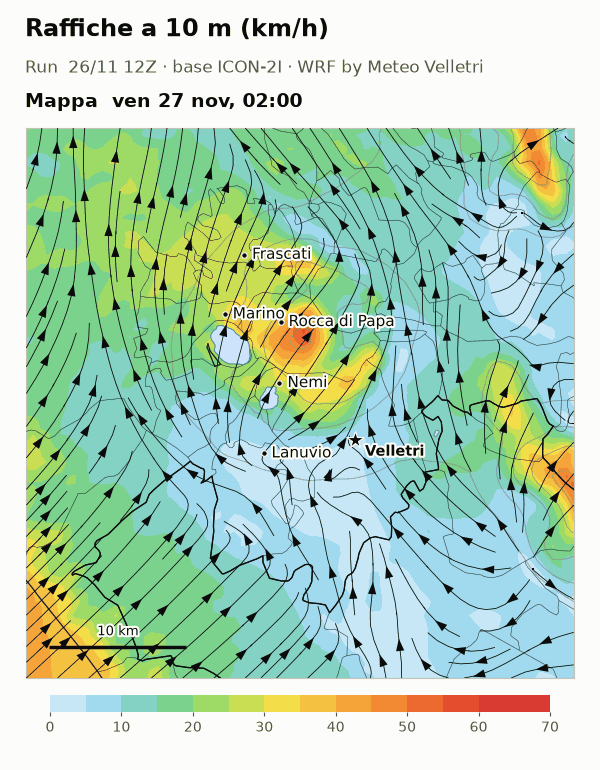 Raffiche a 10 m (km/h)
Run  26/11 12Z · base ICON-2I · WRF by Meteo Velletri
Mappa  ven 27 nov, 02:00
Frascati
Marino
Rocca di Papa
Nemi
Lanuvio
Velletri
10 km
0 10 20 30 40 50 60 70